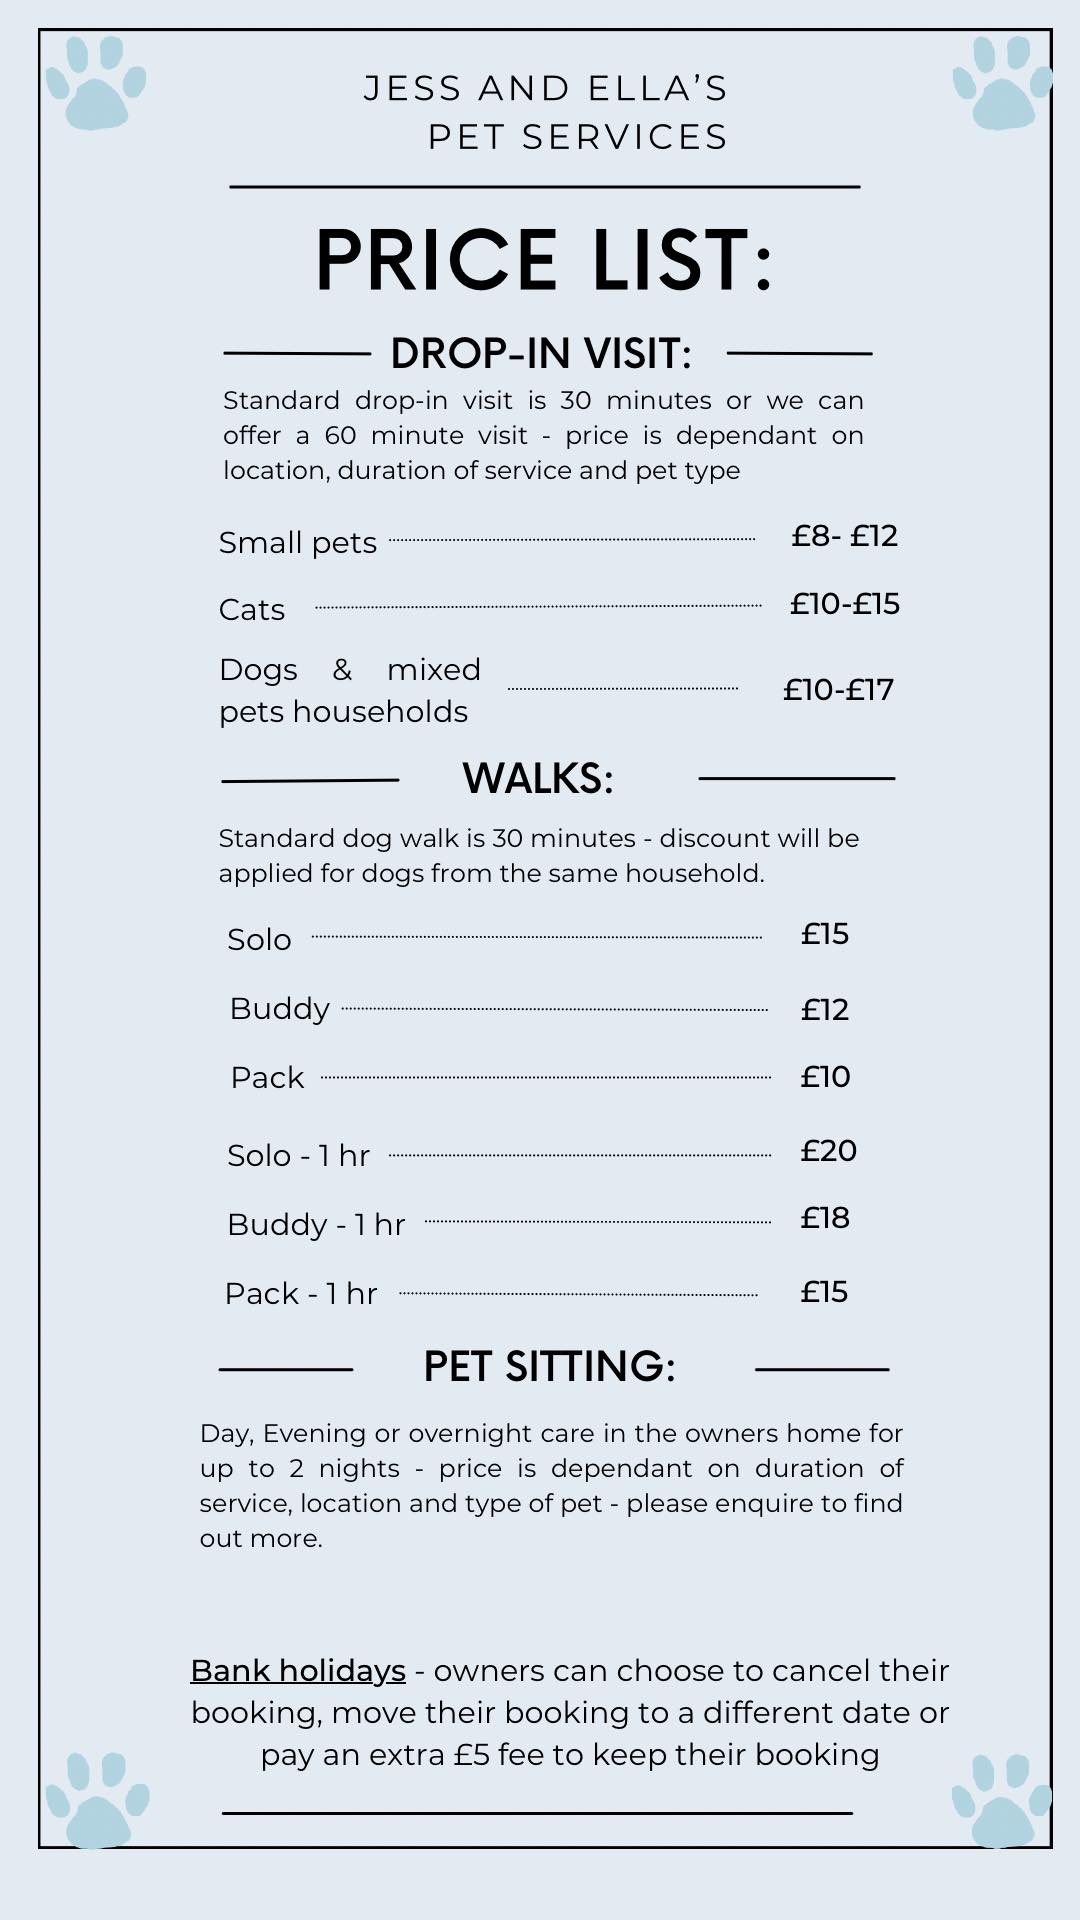 JESS AND ELLA’S
PET SERVICES
PRICE LIST:
DROP-IN VISIT:
Standard drop-in visit is 30 minutes or we can
offer a 60 minute visit - price is dependant on
location, duration of service and pet type
Small pets £8- £12
Cats £10-£15
Dogs & mixed
pets households £10-£17
WALKS:
Standard dog walk is 30 minutes - discount will be
applied for dogs from the same household.
Solo £15
Buddy £12
Pack £10
Solo - 1 hr £20
Buddy - 1 hr £18
Pack - 1 hr £15
PET SITTING:
Day, Evening or overnight care in the owners home for
up to 2 nights - price is dependant on duration of
service, location and type of pet - please enquire to find
out more.
Bank holidays - owners can choose to cancel their
booking, move their booking to a different date or
pay an extra £5 fee to keep their booking